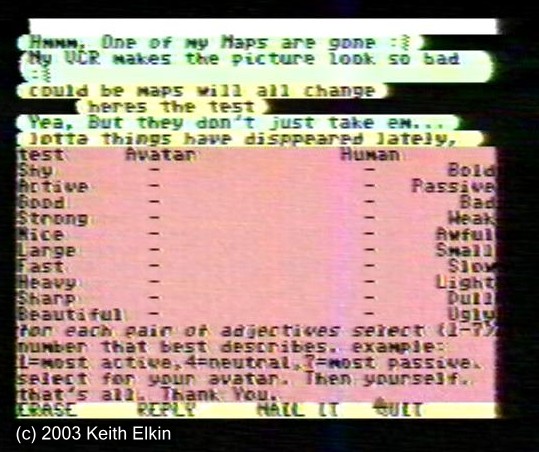 Hmmm, One of my Maps are gone :
My VCR makes the picture look so bad
:
could be maps will all change
heres the test
Yea, But they don't just take em...
lotta things have disppeared lately,
test Avatar Human
Shy - - Bold
Active - - Passive
Good - - Bad
Strong - - Weak
Nice - - Awful
Large - - Small
Fast - - Slow
Heavy - - Light
Sharp - - Dull
Beautiful - - Ugly
for each pair of adjectives select (1-7)
number that best describes. example:
1=most active,4=neutral,7=most passive.
select for your avatar. Then yourself.
that's all. Thank You.
ERASE REPLY MAIL IT QUIT
(c) 2003 Keith Elkin